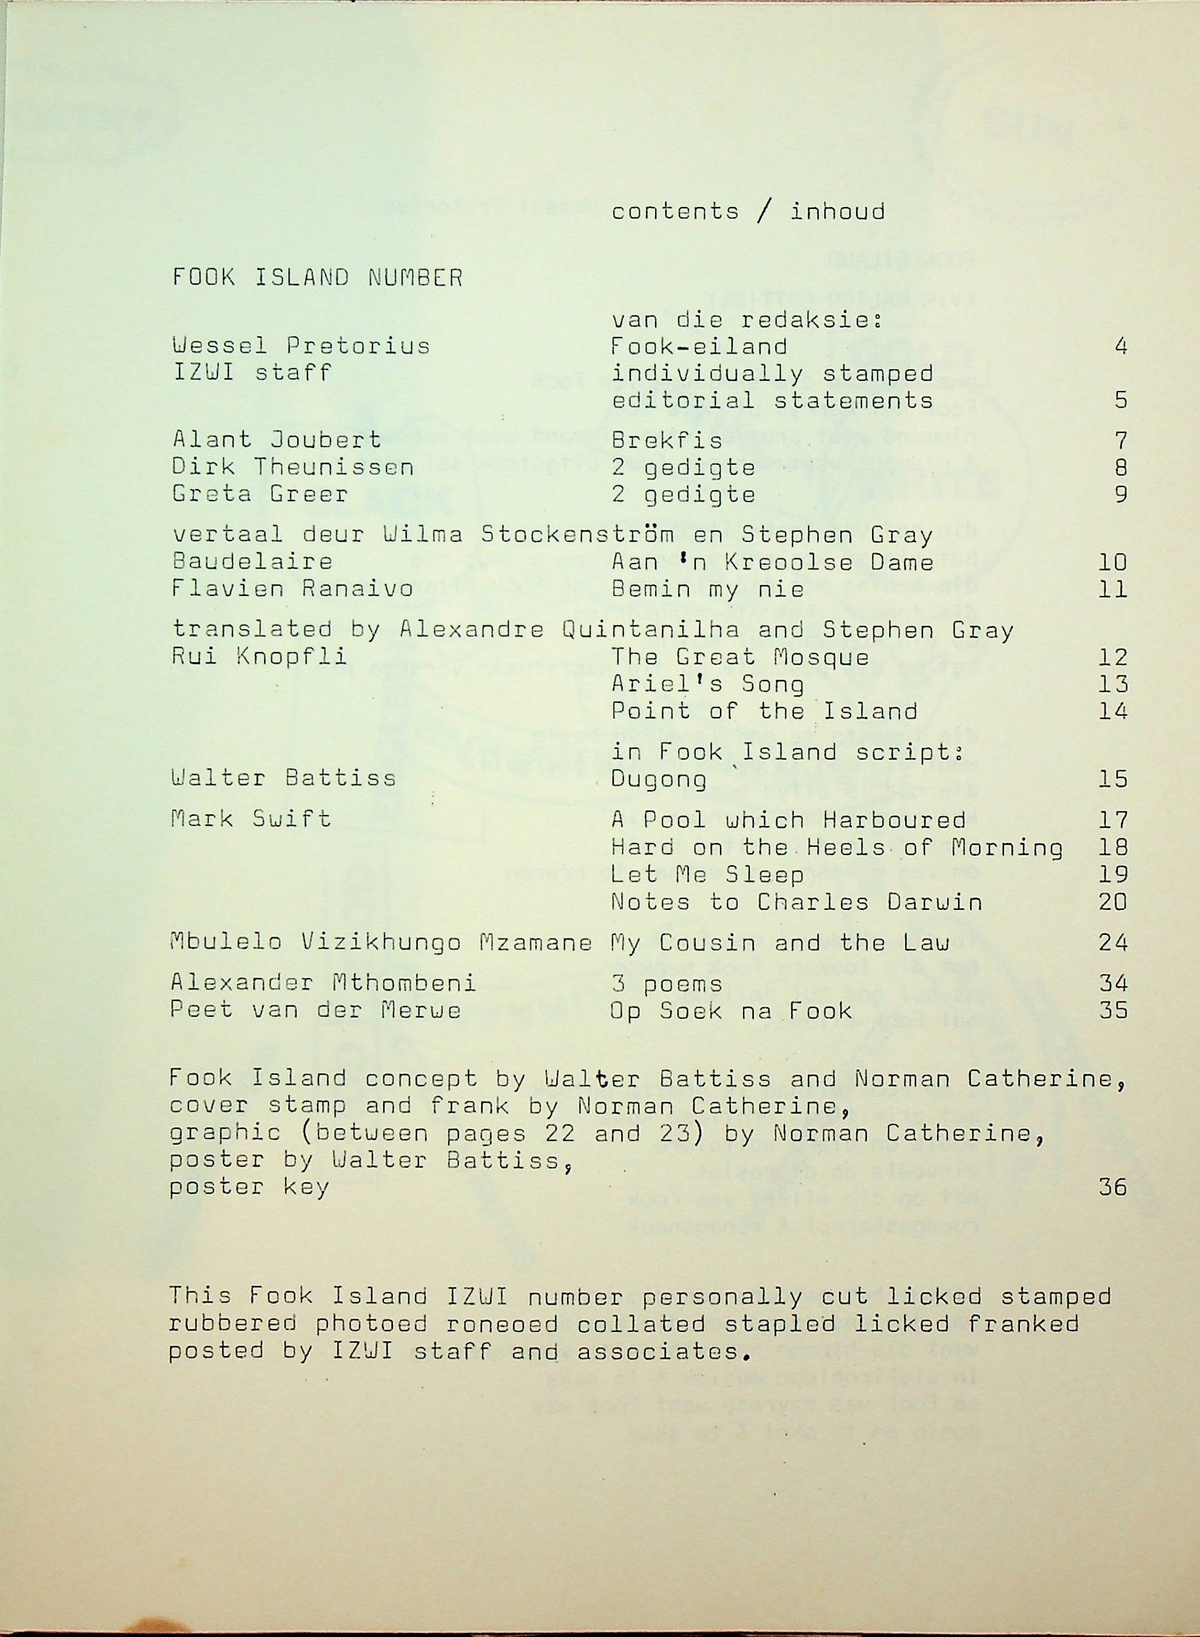 contents / inhoud
FOOK ISLAND NUMBER
van die redaksie:
Wessel Pretorius Fook-eiland 4
IZWI staff individually stamped
editorial statements 5
Alant Joubert Brekfis 7
Dirk Theunissen 2 gedigte 8
Greta Greer 2 gedigte 9
vertaal deur Wilma Stockenström en Stephen Gray
Baudelaire Aan 'n Kreoolse Dame 10
Flavien Ranaivo Bemin my nie 11
translated by Alexandre Quintanilha and Stephen Gray
Rui Knopfli The Great Mosque 12
Ariel's Song 13
Point of the Island 14
in Fook Island script:
Walter Battiss Dugong 15
Mark Swift A Pool which Harboured 17
Hard on the Heels of Morning 18
Let Me Sleep 19
Notes to Charles Darwin 20
Mbulelo Vizikhungo Mzamane My Cousin and the Law 24
Alexander Mthombeni 3 poems 34
Peet van der Merwe Op Soek na Fook 35
Fook Island concept by Walter Battiss and Norman Catherine,
cover stamp and frank by Norman Catherine,
graphic (between pages 22 and 23) by Norman Catherine,
poster by Walter Battiss,
poster key 36
This Fook Island IZWI number personally cut licked stamped
rubbered photoed roneoed collated stapled licked franked
posted by IZWI staff and associates.